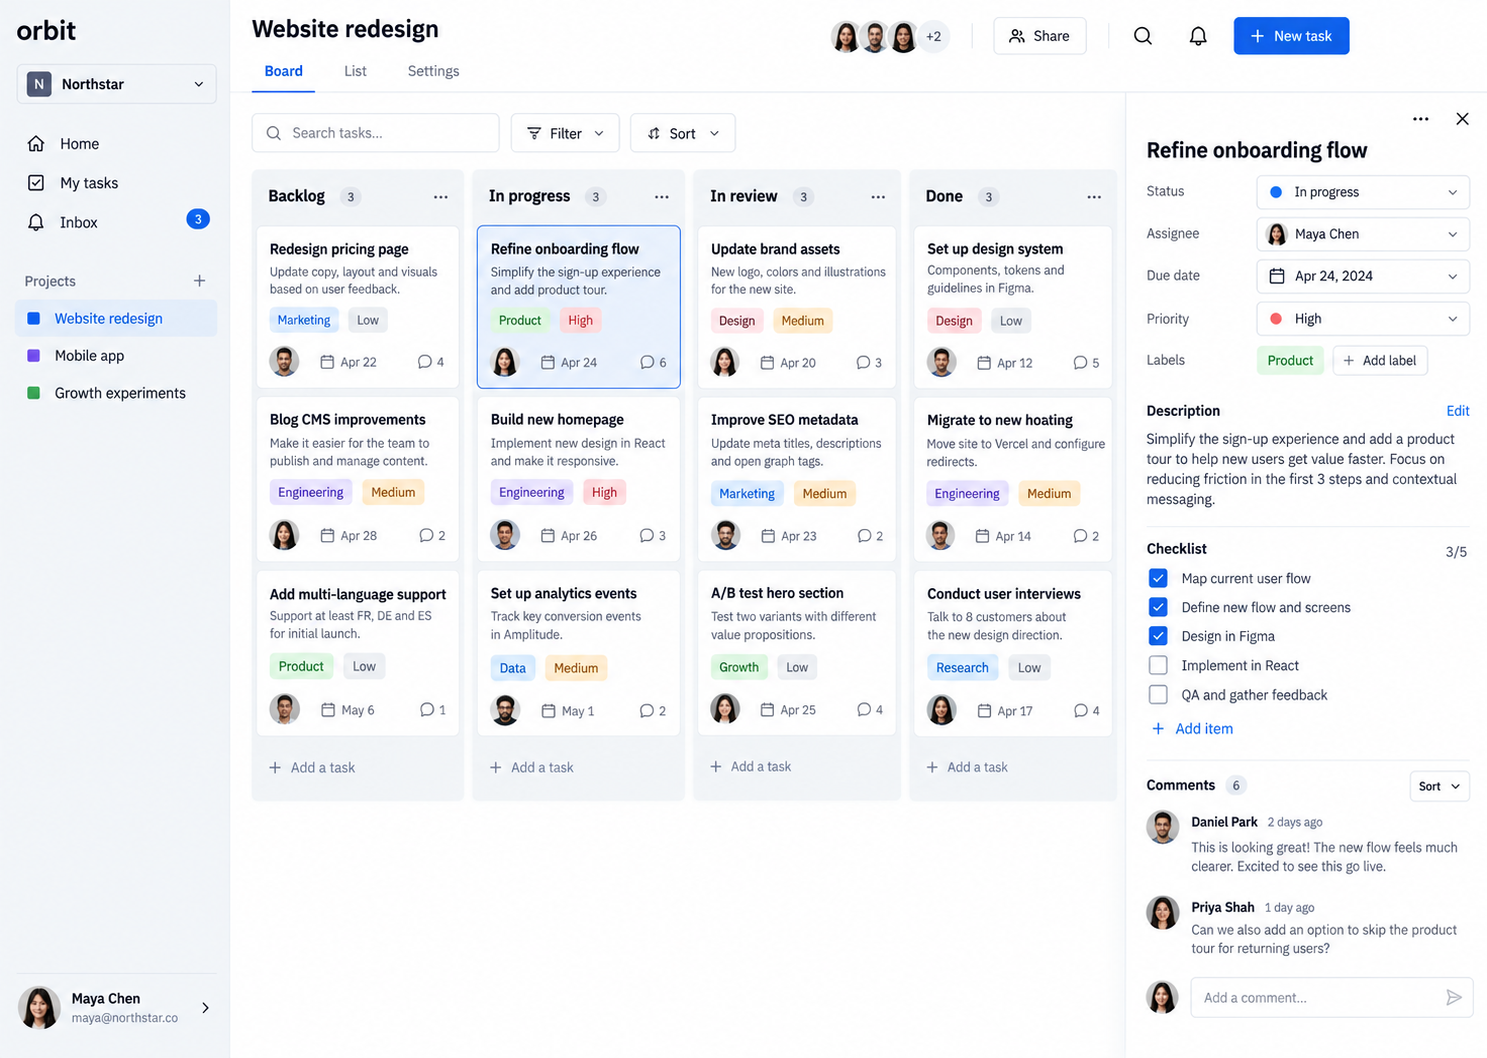 orbit
N Northstar
Home
My tasks
Inbox 3
Projects
Website redesign
Mobile app
Growth experiments
Maya Chen
maya@northstar.co
Website redesign
+2
Share
New task
Board List Settings
Search tasks...
Filter
Sort
Backlog 3
Redesign pricing page
Update copy, layout and visuals
based on user feedback.
Marketing Low
Apr 22 4
Blog CMS improvements
Make it easier for the team to
publish and manage content.
Engineering Medium
Apr 28 2
Add multi-language support
Support at least FR, DE and ES
for initial launch.
Product Low
May 6 1
+ Add a task
In progress 3
Refine onboarding flow
Simplify the sign-up experience
and add product tour.
Product High
Apr 24 6
Build new homepage
Implement new design in React
and make it responsive.
Engineering High
Apr 26 3
Set up analytics events
Track key conversion events
in Amplitude.
Data Medium
May 1 2
+ Add a task
In review 3
Update brand assets
New logo, colors and illustrations
for the new site.
Design Medium
Apr 20 3
Improve SEO metadata
Update meta titles, descriptions
and open graph tags.
Marketing Medium
Apr 23 2
A/B test hero section
Test two variants with different
value propositions.
Growth Low
Apr 25 4
+ Add a task
Done 3
Set up design system
Components, tokens and
guidelines in Figma.
Design Low
Apr 12 5
Migrate to new hoating
Move site to Vercel and configure
redirects.
Engineering Medium
Apr 14 2
Conduct user interviews
Talk to 8 customers about
the new design direction.
Research Low
Apr 17 4
+ Add a task
Refine onboarding flow
Status In progress
Assignee Maya Chen
Due date Apr 24, 2024
Priority High
Labels Product + Add label
Description Edit
Simplify the sign-up experience and add a product
tour to help new users get value faster. Focus on
reducing friction in the first 3 steps and contextual
messaging.
Checklist 3/5
Map current user flow
Define new flow and screens
Design in Figma
Implement in React
QA and gather feedback
+ Add item
Comments 6 Sort
Daniel Park 2 days ago
This is looking great! The new flow feels much
clearer. Excited to see this go live.
Priya Shah 1 day ago
Can we also add an option to skip the product
tour for returning users?
Add a comment...